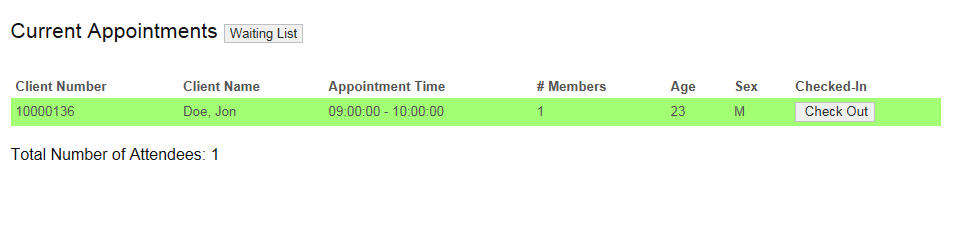 Current Appointments Waiting List
Client Number Client Name Appointment Time # Members Age Sex Checked-In
10000136 Doe, Jon 09:00:00 - 10:00:00 1 23 M Check Out
Total Number of Attendees: 1